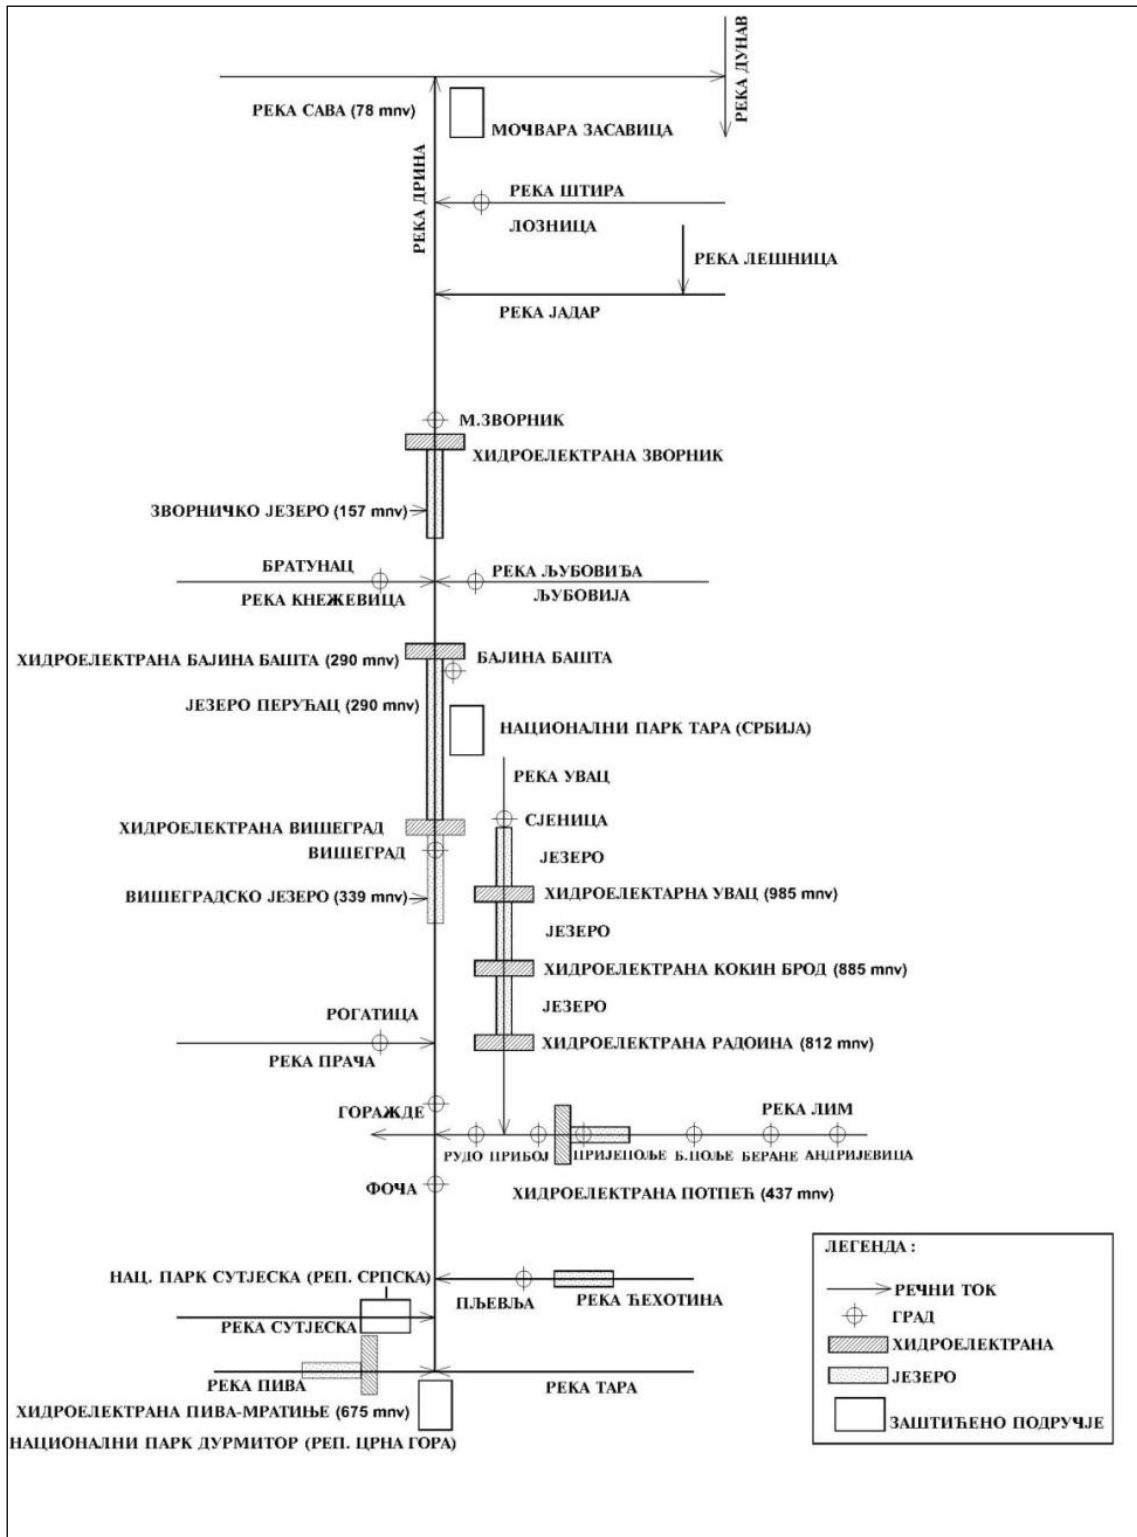 РЕКА ДУНАВ
РЕКА САВА (78 mnv)
МОЧВАРА ЗАСАВИЦА
РЕКА ДРИНА
РЕКА ШТИРА
ЛОЗНИЦА
РЕКА ЛЕШНИЦА
РЕКА ЈАДАР
М.ЗВОРНИК
ХИДРОЕЛЕКТРАНА ЗВОРНИК
ЗВОРНИЧКО ЈЕЗЕРО (157 mnv)
БРАТУНАЦ
РЕКА КНЕЖЕВИЦА
РЕКА ЉУБОВИЂА
ЉУБОВИЈА
ХИДРОЕЛЕКТРАНА БАЈИНА БАШТА (290 mnv)
БАЈИНА БАШТА
ЈЕЗЕРО ПЕРУЋАЦ (290 mnv)
НАЦИОНАЛНИ ПАРК ТАРА (СРБИЈА)
РЕКА УВАЦ
СЈЕНИЦА
ХИДРОЕЛЕКТРАНА ВИШЕГРАД
ВИШЕГРАД
ЈЕЗЕРО
ВИШЕГРАДСКО ЈЕЗЕРО (339 mnv)
ХИДРОЕЛЕКТАРНА УВАЦ (985 mnv)
ЈЕЗЕРО
ХИДРОЕЛЕКТРАНА КОКИН БРОД (885 mnv)
ЈЕЗЕРО
ХИДРОЕЛЕКТРАНА РАДОИНА (812 mnv)
РОГАТИЦА
РЕКА ПРАЧА
ГОРАЖДЕ
РЕКА ЛИМ
РУДО ПРИБОЈ ПРИЈЕПОЉЕ Б.ПОЉЕ БЕРАНЕ АНДРИЈЕВИЦА
ФОЧА
ХИДРОЕЛЕКТРАНА ПОТПЕЋ (437 mnv)
НАЦ. ПАРК СУТЈЕСКА (РЕП. СРПСКА)
ПЉЕВЉА
РЕКА ЋЕХОТИНА
РЕКА СУТЈЕСКА
РЕКА ПИВА
РЕКА ТАРА
ХИДРОЕЛЕКТРАНА ПИВА-МРАТИЊЕ (675 mnv)
НАЦИОНАЛНИ ПАРК ДУРМИТОР (РЕП. ЦРНА ГОРА)
ЛЕГЕНДА :
РЕЧНИ ТОК
ГРАД
ХИДРОЕЛЕКТРАНА
ЈЕЗЕРО
ЗАШТИЋЕНО ПОДРУЧЈЕ